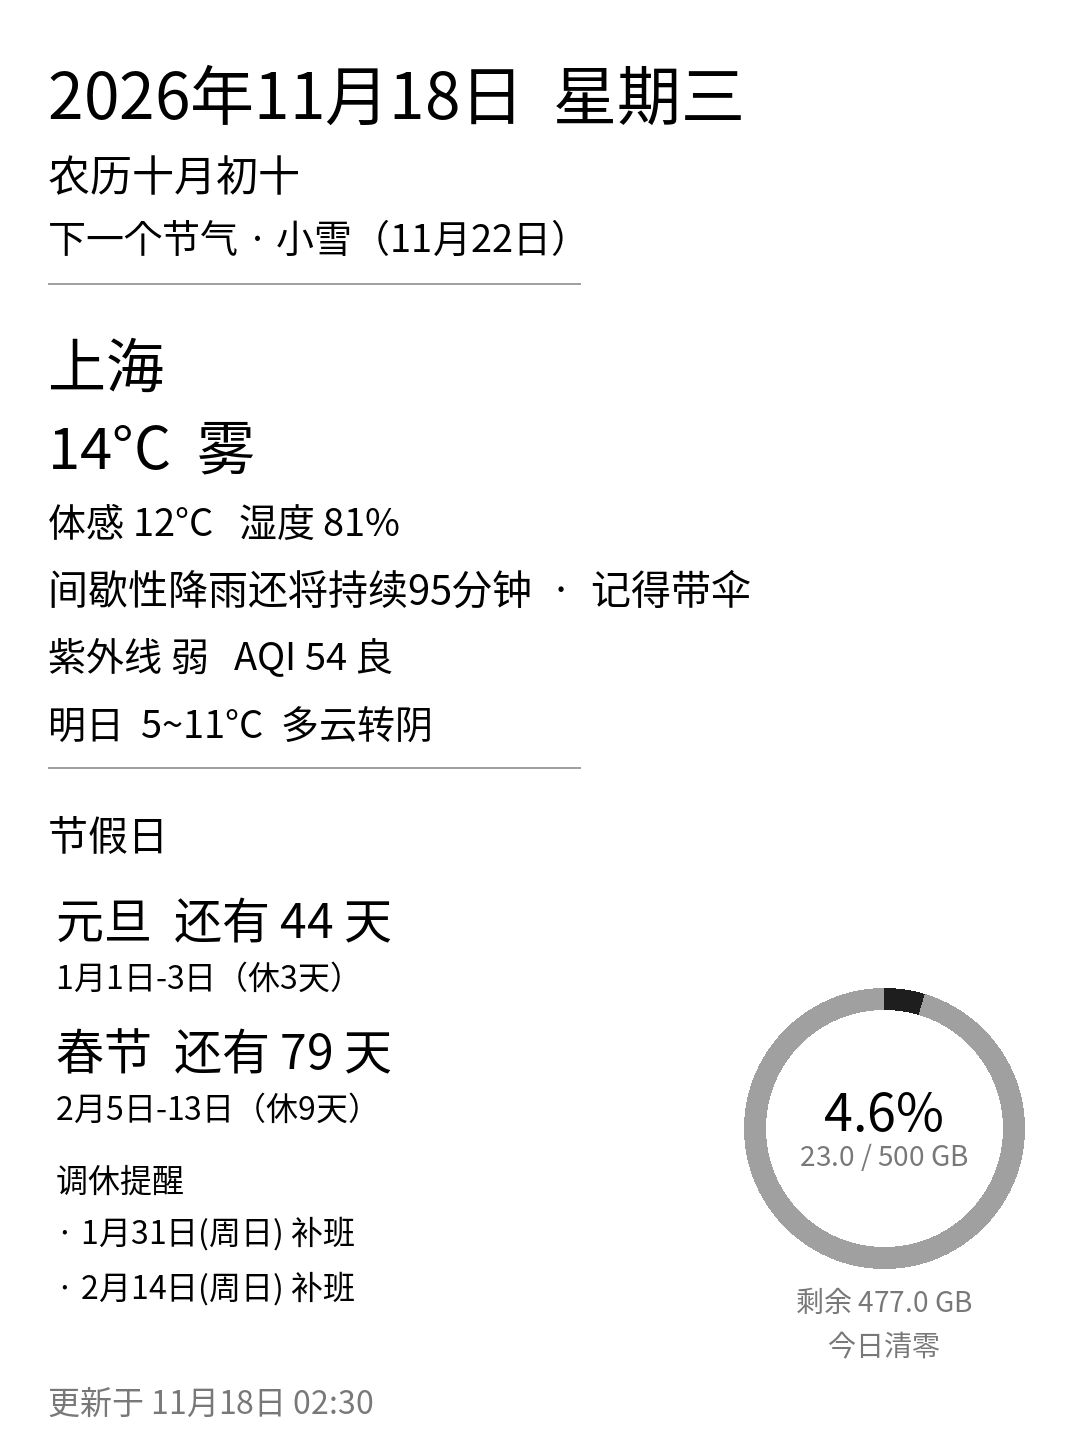 2026年11月18日 星期三
农历十月初十
下一个节气 · 小雪（11月22日）
上海
14°C 雾
体感 12°C 湿度 81%
间歇性降雨还将持续95分钟 · 记得带伞
紫外线 弱 AQI 54 良
明日 5~11°C 多云转阴
节假日
元旦 还有 44 天
1月1日-3日（休3天）
春节 还有 79 天
2月5日-13日（休9天）
调休提醒
· 1月31日(周日) 补班
· 2月14日(周日) 补班
4.6%
23.0 / 500 GB
剩余 477.0 GB
今日清零
更新于 11月18日 02:30